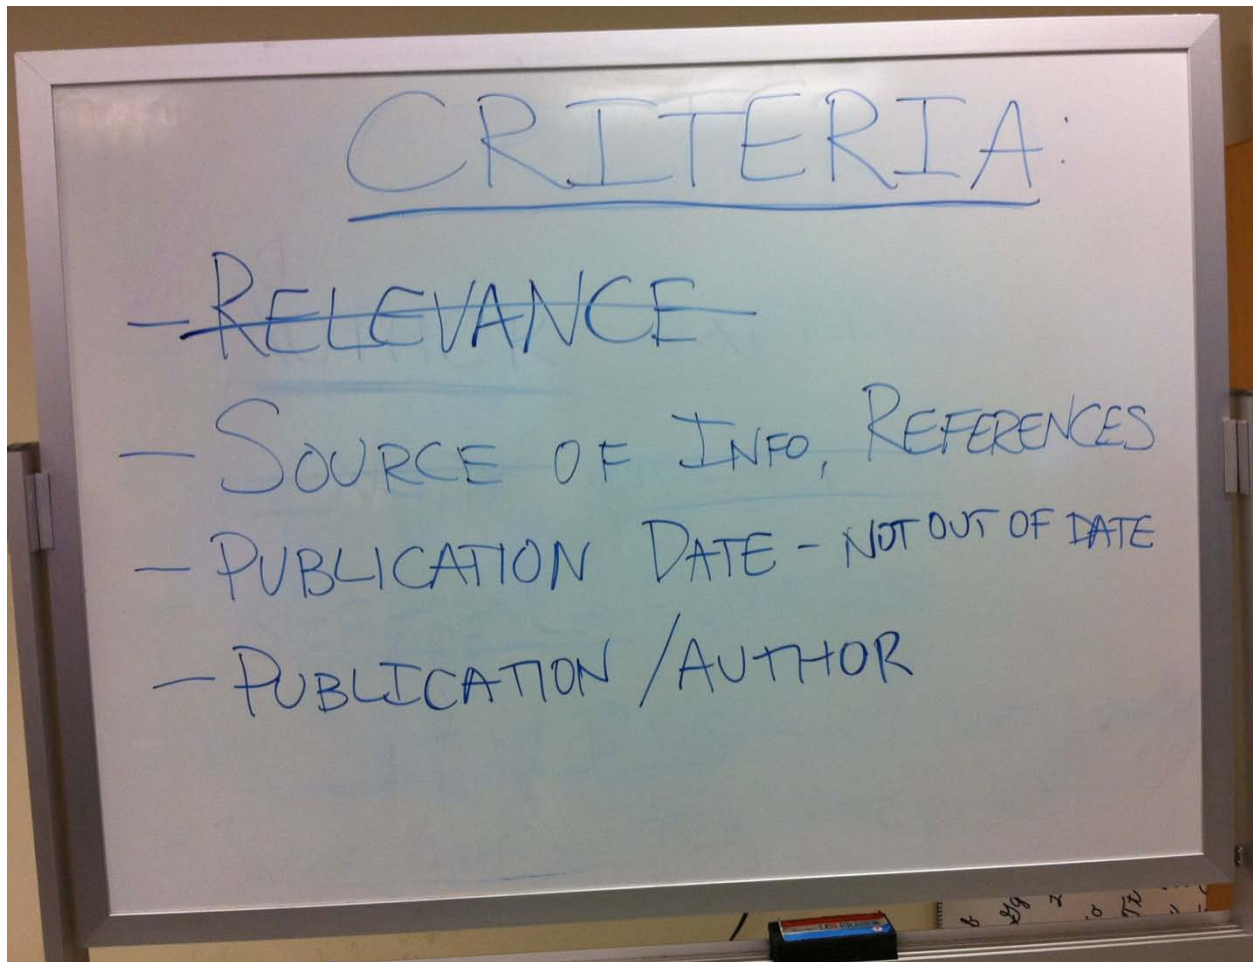 CRITERIA:
- RELEVANCE
- SOURCE OF INFO, REFERENCES
- PUBLICATION DATE - NOT OUT OF DATE
- PUBLICATION / AUTHOR